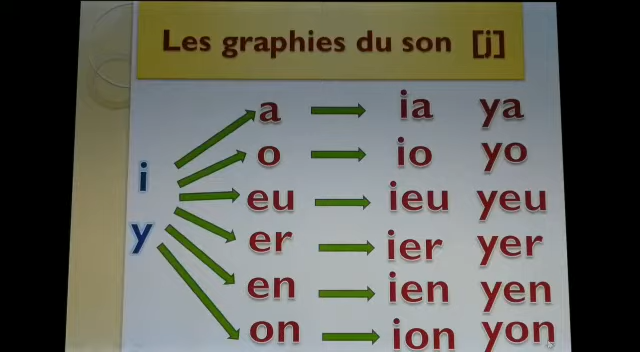 Les graphies du son [j]
a ia ya
o io yo
i
eu ieu yeu
y
er ier yer
en ien yen
on ion yon